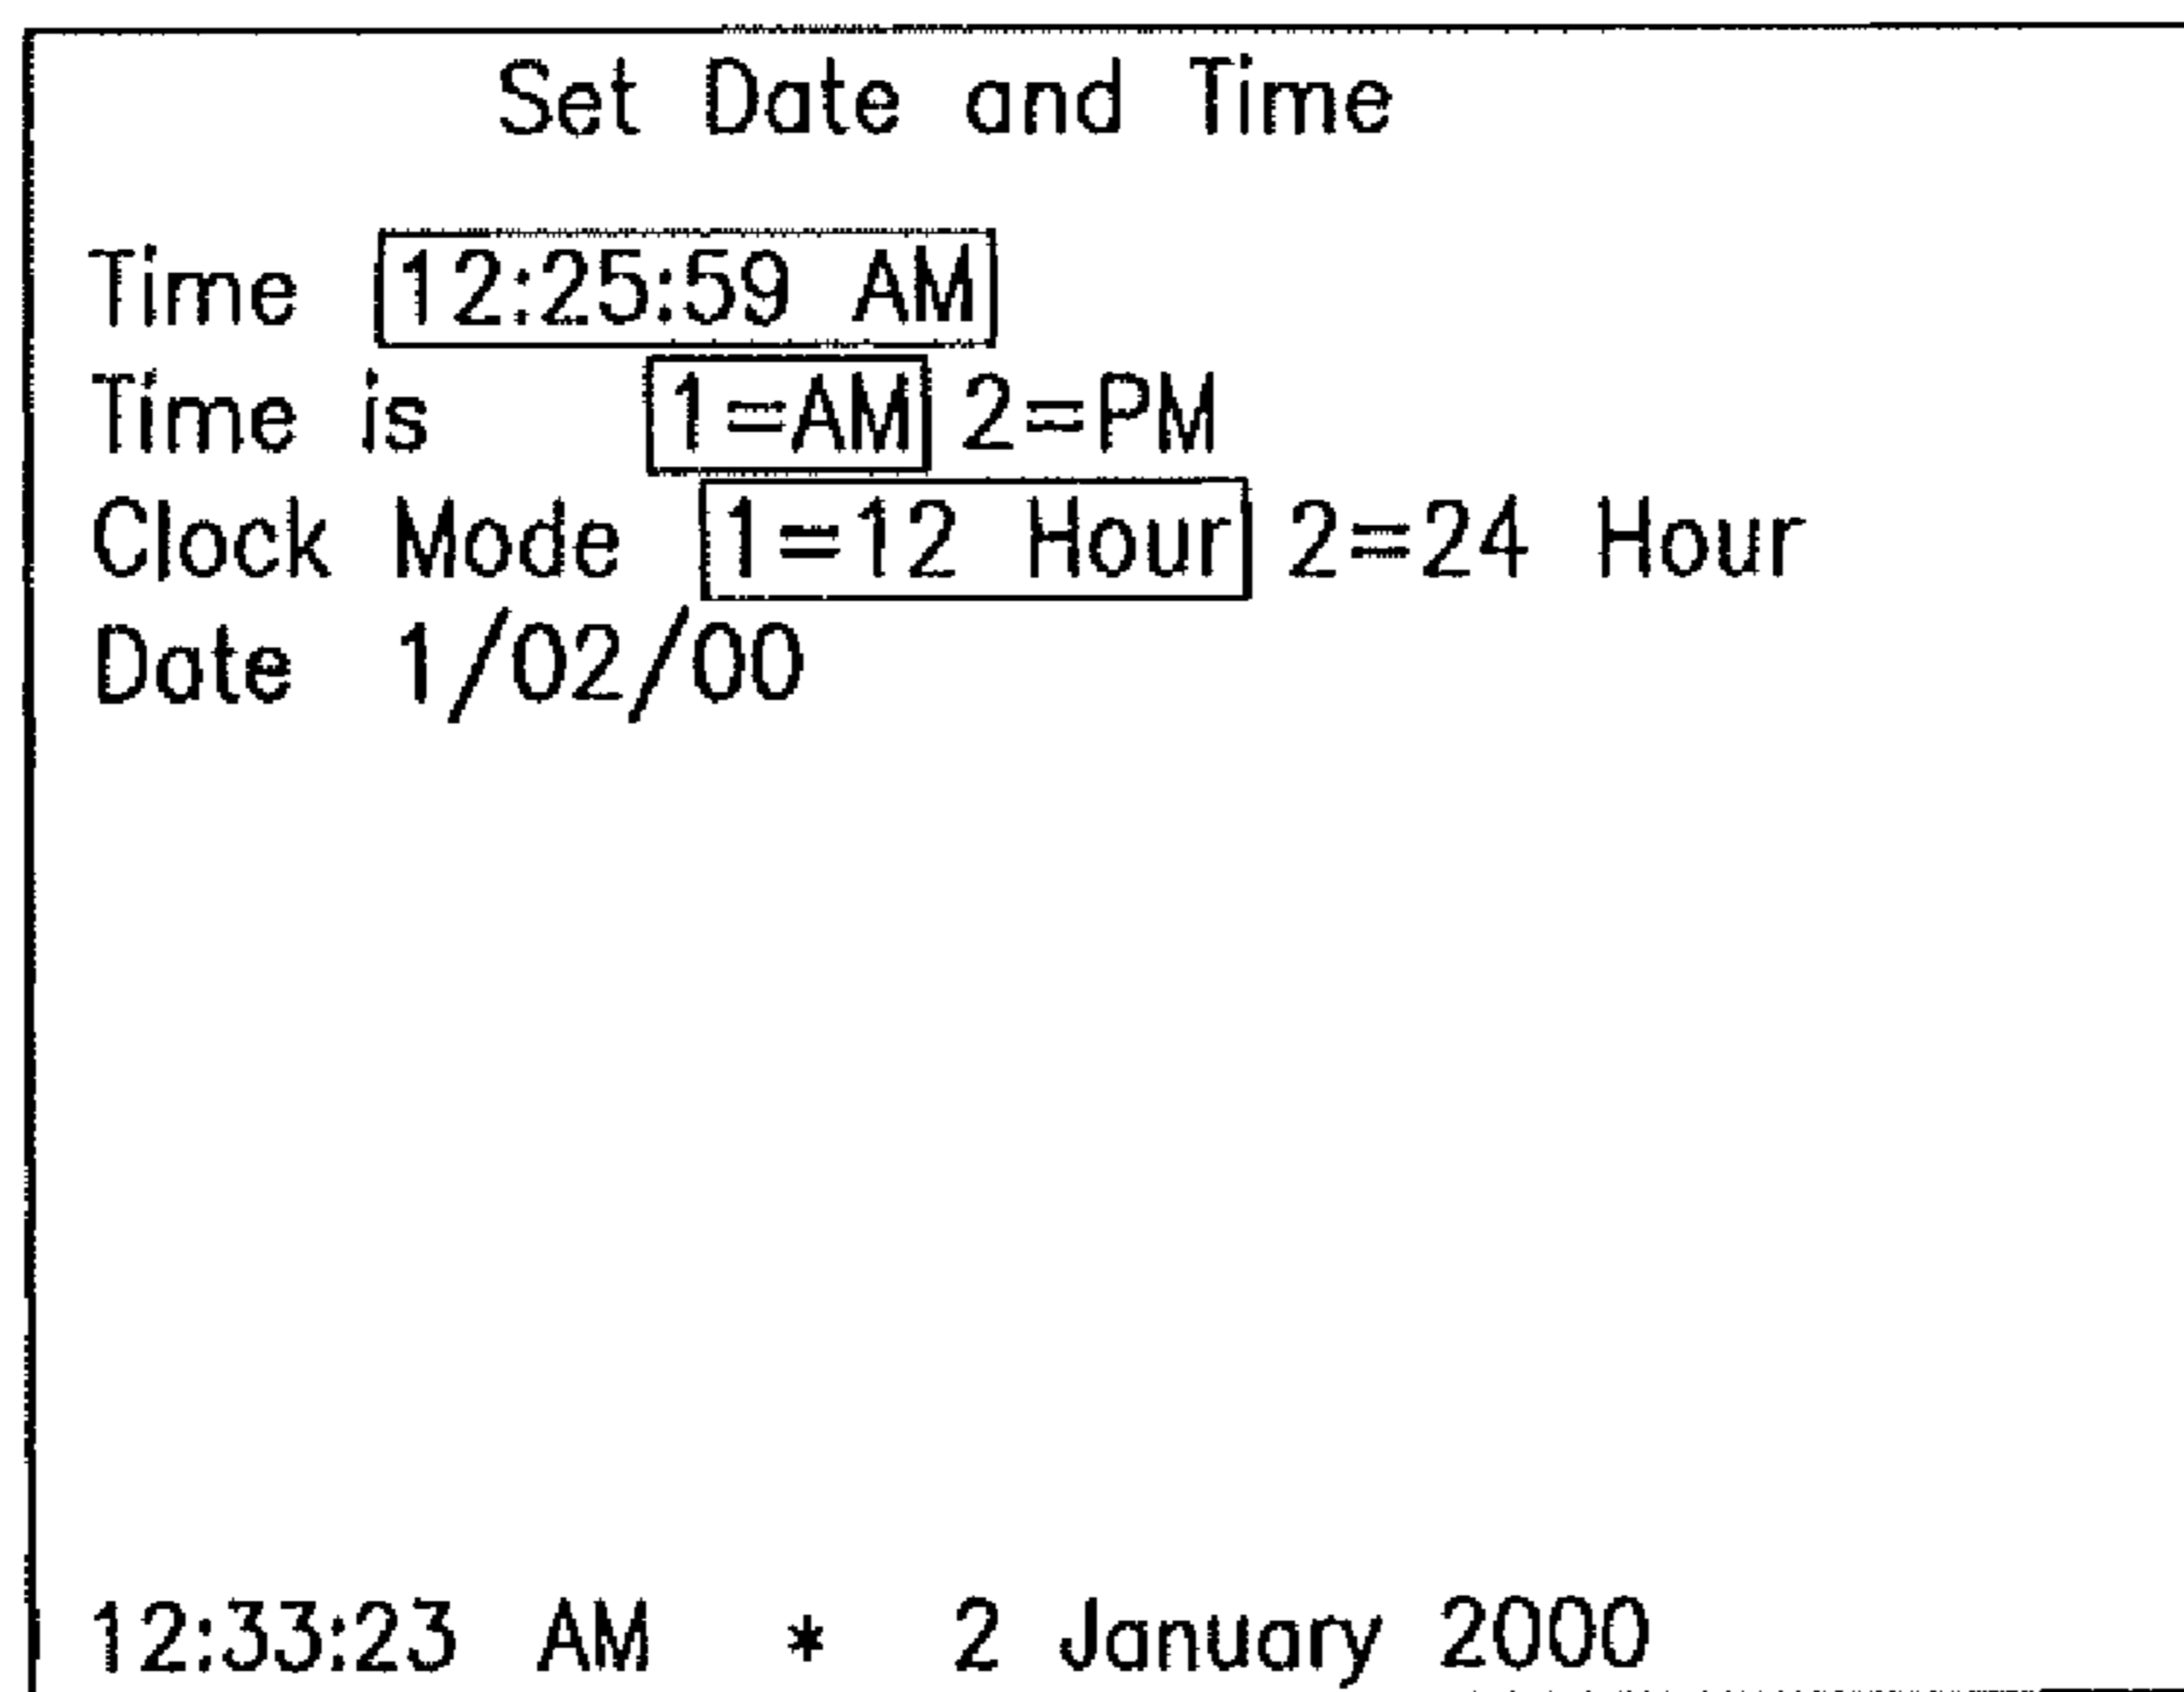 Set Date and Time
Time 12:25:59 AM
Time is 1=AM 2=PM
Clock Mode 1=12 Hour 2=24 Hour
Date 1/02/00
12:33:23 AM * 2 January 2000